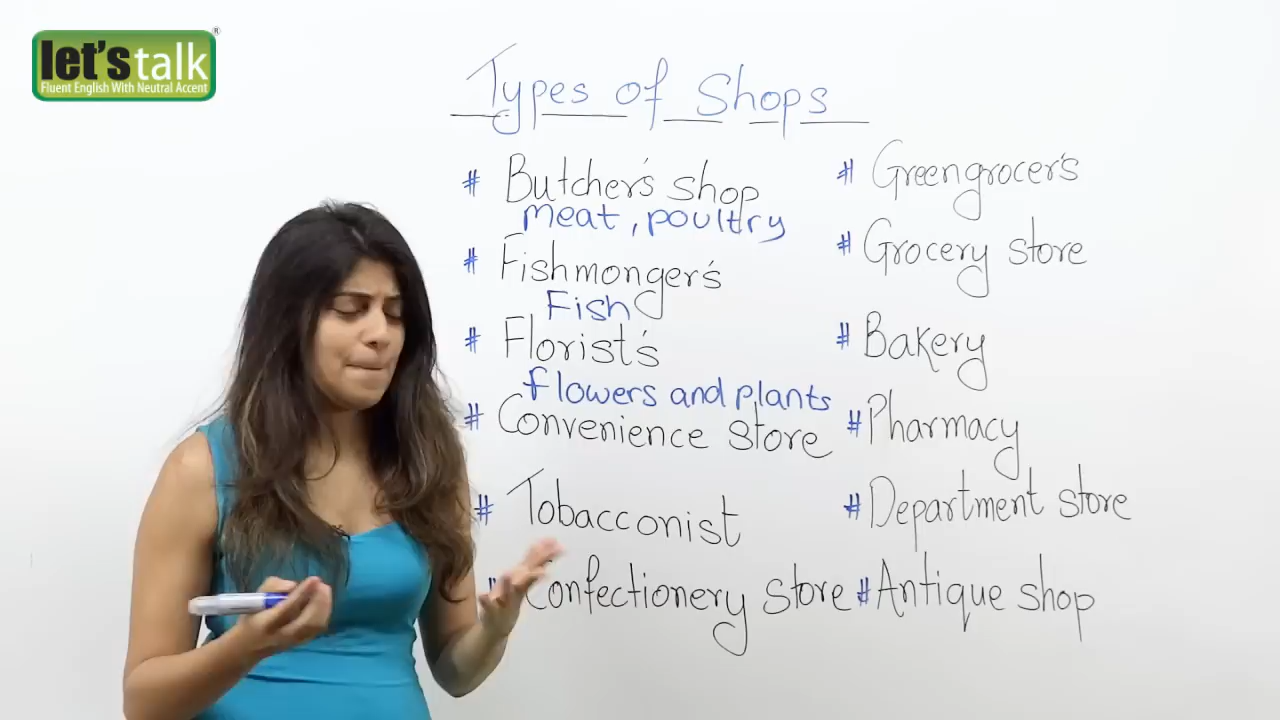 let's talk®
Fluent English With Neutral Accent
Types of Shops
# Butcher's shop
meat, poultry
# Fishmonger's
Fish
# Florist's
flowers and plants
# Convenience store
# Tobacconist
# Confectionery store
# Greengrocer's
# Grocery store
# Bakery
# Pharmacy
# Department store
# Antique shop